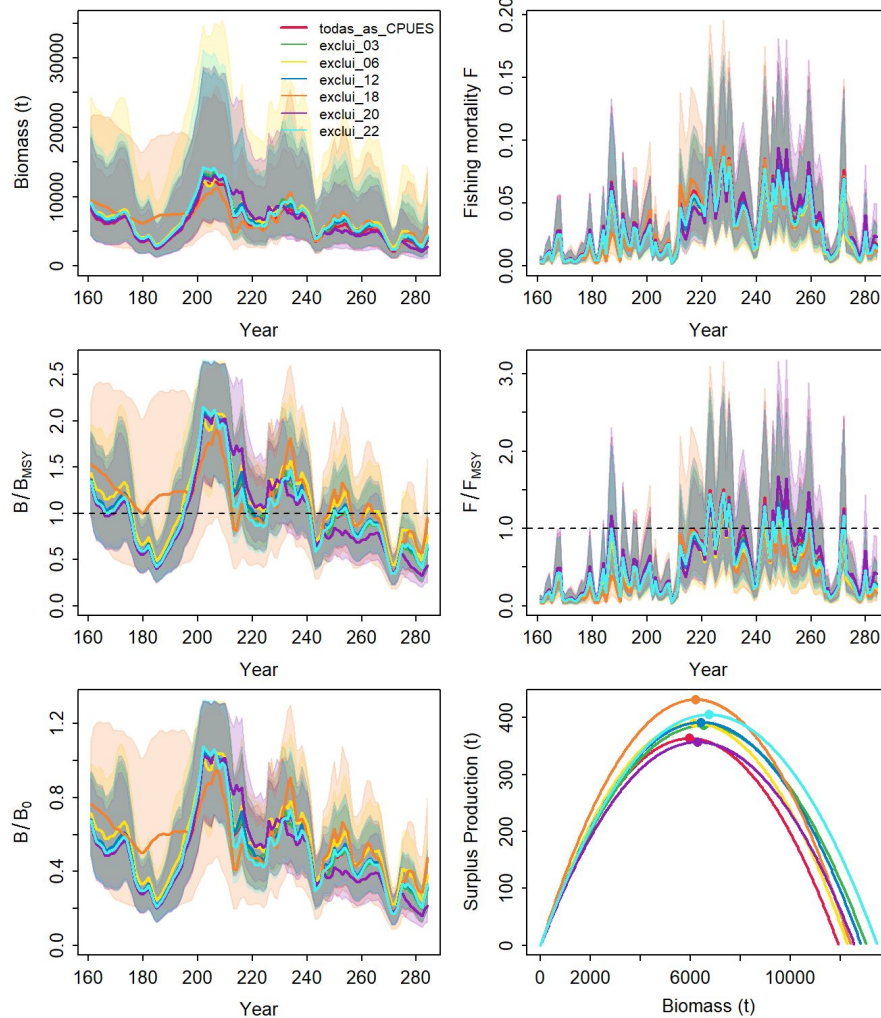 Biomass (t)
0
10000
20000
30000
todas_as_CPUES
exclui_03
exclui_06
exclui_12
exclui_18
exclui_20
exclui_22
160 180 200 220 240 260 280
Year
Fishing mortality F
0.00
0.05
0.10
0.15
0.20
160 180 200 220 240 260 280
Year
B/BMSY
0.0
0.5
1.0
1.5
2.0
2.5
160 180 200 220 240 260 280
Year
F/FMSY
0.0
1.0
2.0
3.0
160 180 200 220 240 260 280
Year
B/B0
0.0
0.4
0.8
1.2
160 180 200 220 240 260 280
Year
Surplus Production (t)
0
100
200
300
400
0 2000 6000 10000
Biomass (t)